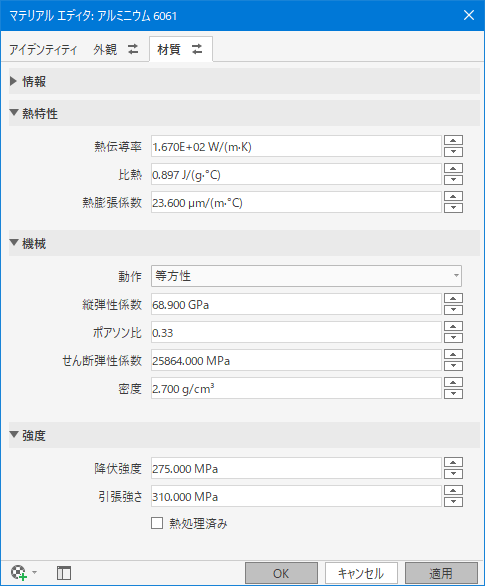 マテリアル エディタ: アルミニウム 6061
アイデンティティ 外観 材質
情報
熱特性
熱伝導率 1.670E+02 W/(m·K)
比熱 0.897 J/(g·°C)
熱膨張係数 23.600 µm/(m·°C)
機械
動作 等方性
縦弾性係数 68.900 GPa
ポアソン比 0.33
せん断弾性係数 25864.000 MPa
密度 2.700 g/cm³
強度
降伏強度 275.000 MPa
引張強さ 310.000 MPa
熱処理済み
OK キャンセル 適用